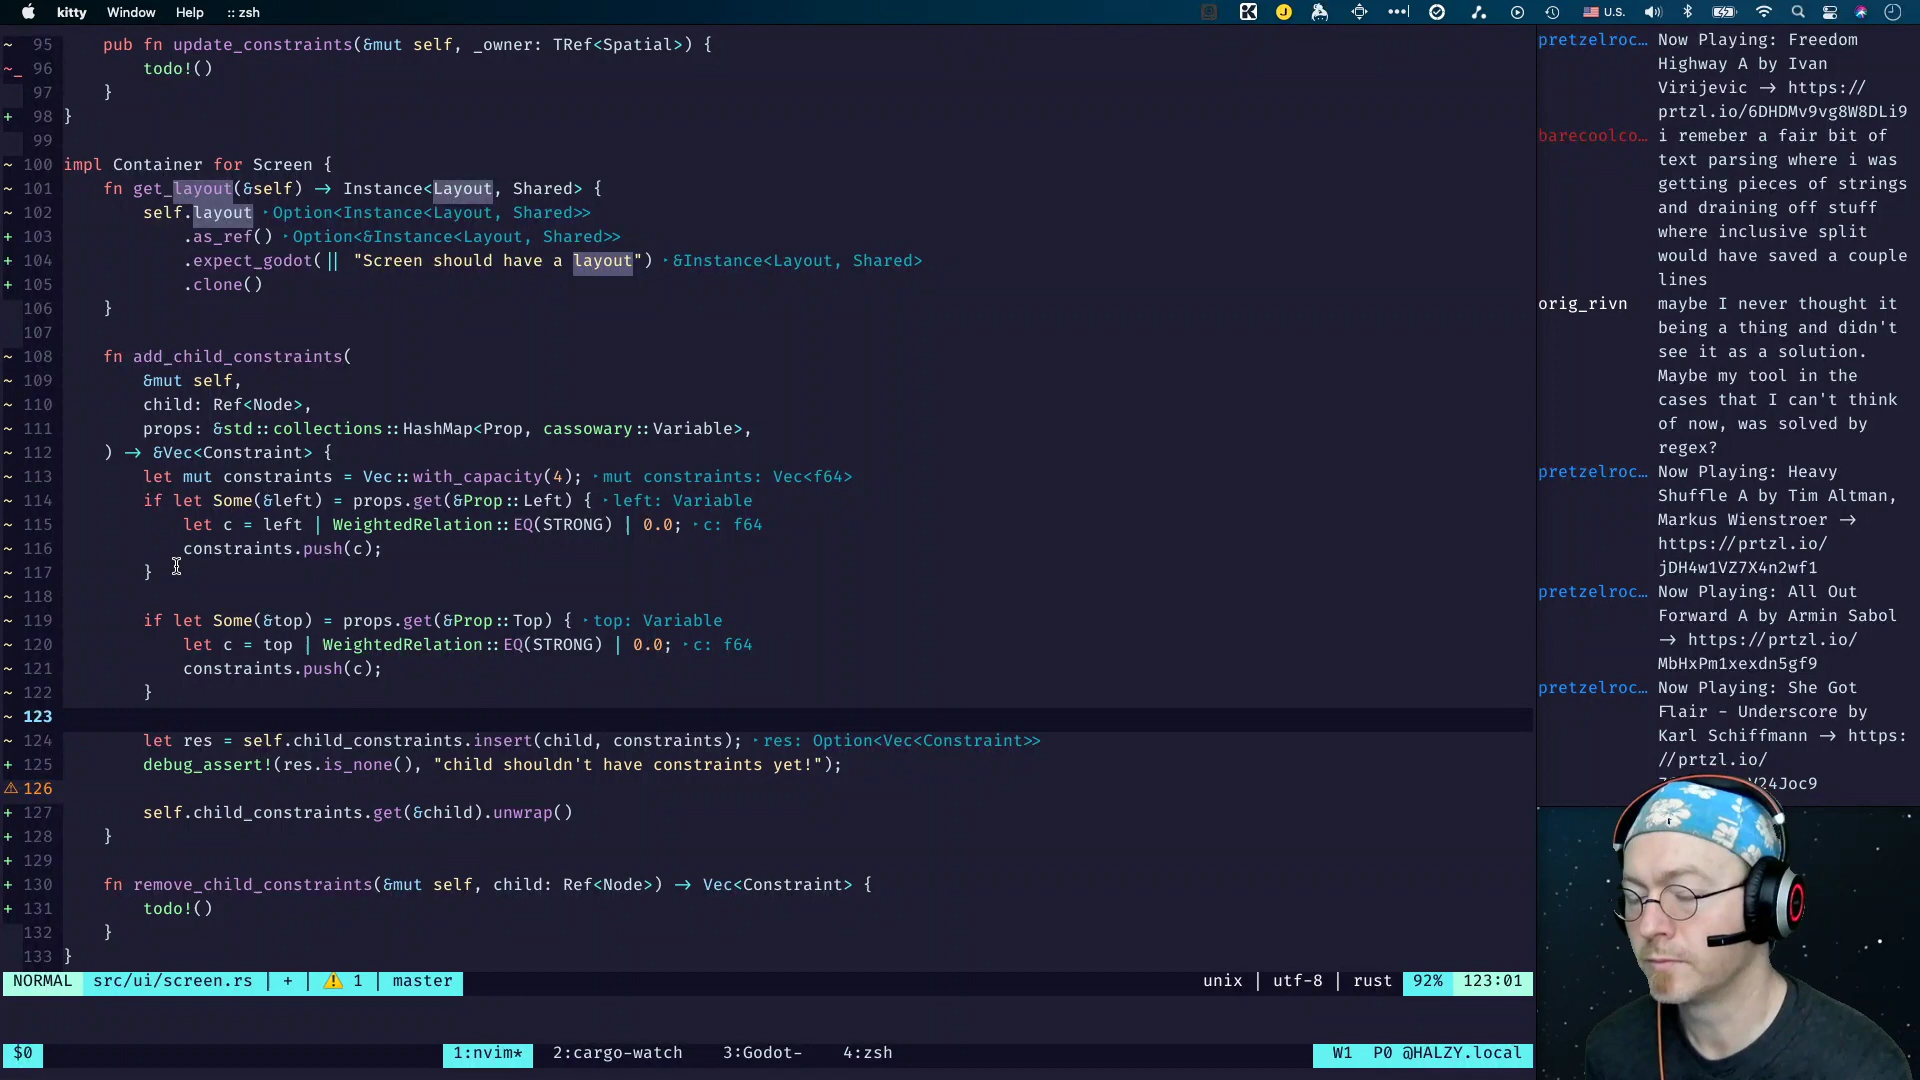 kitty Window Help :: zsh
U.S.
95 pub fn update_constraints(&mut self, _owner: TRef<Spatial>) {
96 todo!()
97 }
98 }
99
100 impl Container for Screen {
101 fn get_layout(&self) → Instance<Layout, Shared> {
102 self.layout ‣ Option<Instance<Layout, Shared>>
103 .as_ref() ‣ Option<&Instance<Layout, Shared>>
104 .expect_godot(|| "Screen should have a layout") ‣ &Instance<Layout, Shared>
105 .clone()
106 }
107
108 fn add_child_constraints(
109 &mut self,
110 child: Ref<Node>,
111 props: &std::collections::HashMap<Prop, cassowary::Variable>,
112 ) → &Vec<Constraint> {
113 let mut constraints = Vec::with_capacity(4); ‣ mut constraints: Vec<f64>
114 if let Some(&left) = props.get(&Prop::Left) { ‣ left: Variable
115 let c = left | WeightedRelation::EQ(STRONG) | 0.0; ‣ c: f64
116 constraints.push(c);
117 }
118
119 if let Some(&top) = props.get(&Prop::Top) { ‣ top: Variable
120 let c = top | WeightedRelation::EQ(STRONG) | 0.0; ‣ c: f64
121 constraints.push(c);
122 }
123
124 let res = self.child_constraints.insert(child, constraints); ‣ res: Option<Vec<Constraint>>
125 debug_assert!(res.is_none(), "child shouldn't have constraints yet!");
126
127 self.child_constraints.get(&child).unwrap()
128 }
129
130 fn remove_child_constraints(&mut self, child: Ref<Node>) → Vec<Constraint> {
131 todo!()
132 }
133 }
NORMAL src/ui/screen.rs | + | ⚠ 1 | master unix | utf-8 | rust 92% 123:01
$0 1:nvim* 2:cargo-watch 3:Godot- 4:zsh W1 P0 @HALZY.local
pretzelroc… Now Playing: Freedom
Highway A by Ivan
Virijevic → https://
prtzl.io/6DHDMv9vg8W8DLi9
barecoolco… i remeber a fair bit of
text parsing where i was
getting pieces of strings
and draining off stuff
where inclusive split
would have saved a couple
lines
orig_rivn maybe I never thought it
being a thing and didn't
see it as a solution.
Maybe my tool in the
cases that I can't think
of now, was solved by
regex?
pretzelroc… Now Playing: Heavy
Shuffle A by Tim Altman,
Markus Wienstroer →
https://prtzl.io/
jDH4w1VZ7X4n2wf1
pretzelroc… Now Playing: All Out
Forward A by Armin Sabol
→ https://prtzl.io/
MbHxPm1xexdn5gf9
pretzelroc… Now Playing: She Got
Flair - Underscore by
Karl Schiffmann → https:
//prtzl.io/